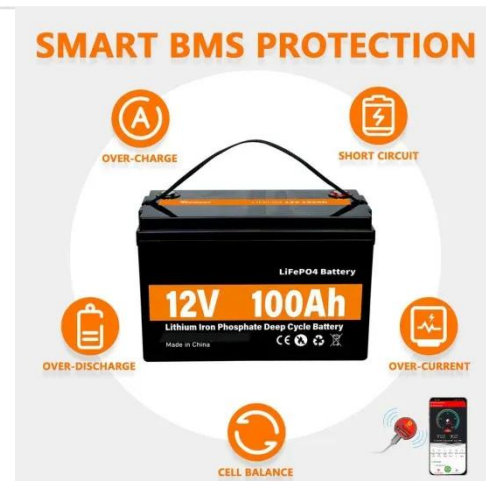 SMART BMS PROTECTION
OVER-CHARGE
SHORT CIRCUIT
LiFePO4 Battery
12V 100Ah
Lithium Iron Phosphate Deep Cycle Battery
Made in China
CE
OVER-DISCHARGE
OVER-CURRENT
CELL BALANCE